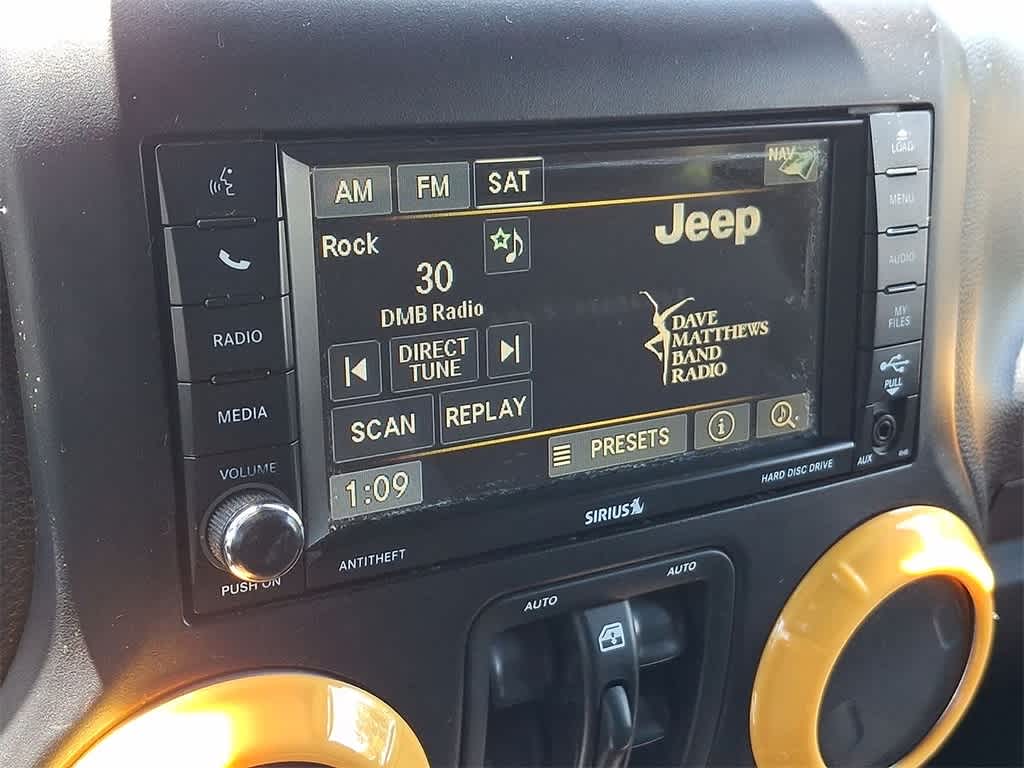 AM
FM
SAT
NAV
Rock
30
DMB Radio
DIRECT
TUNE
SCAN
REPLAY
1:09
PRESETS
Jeep
DAVE
MATTHEWS
BAND
RADIO
RADIO
MEDIA
VOLUME
PUSH ON
ANTITHEFT
SIRIUS
HARD DISC DRIVE
LOAD
MENU
AUDIO
MY
FILES
PULL
AUX
AUTO
AUTO